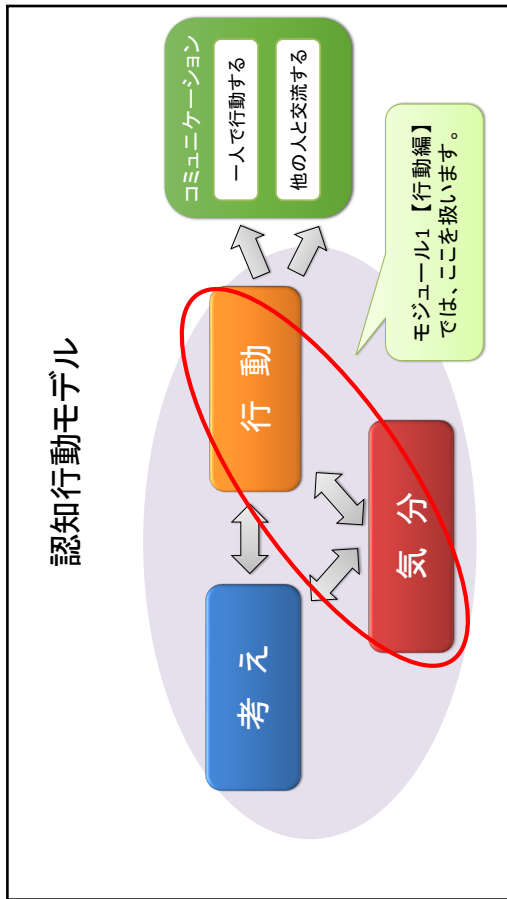 認知行動モデル
考え
行動
気分
コミュニケーション
一人で行動する
他の人と交流する
モジュール1【行動編】
では、ここを扱います。